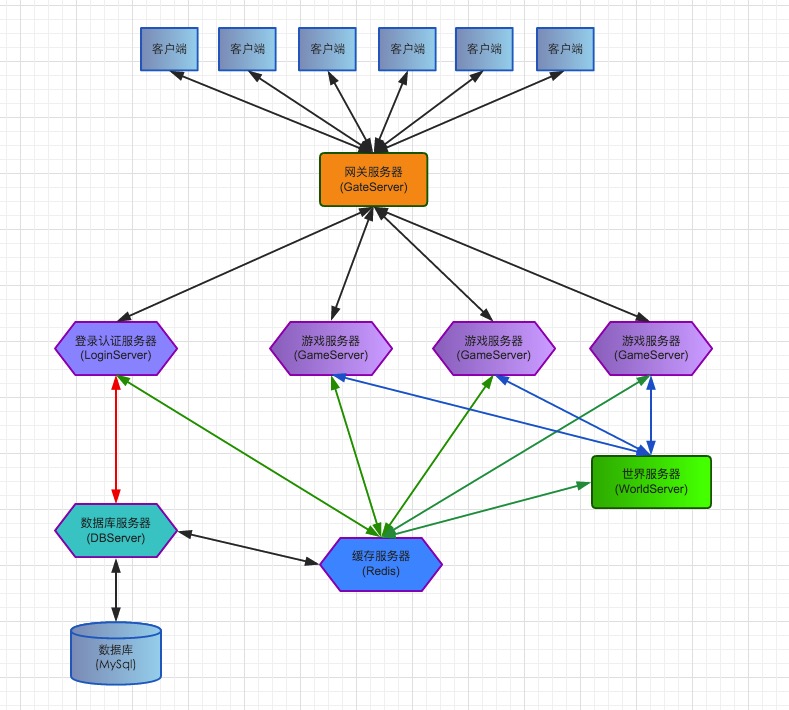 客户端
客户端
客户端
客户端
客户端
客户端
网关服务器
(GateServer)
登录认证服务器
(LoginServer)
游戏服务器
(GameServer)
游戏服务器
(GameServer)
游戏服务器
(GameServer)
世界服务器
(WorldServer)
数据库服务器
(DBServer)
缓存服务器
(Redis)
数据库
(MySql)